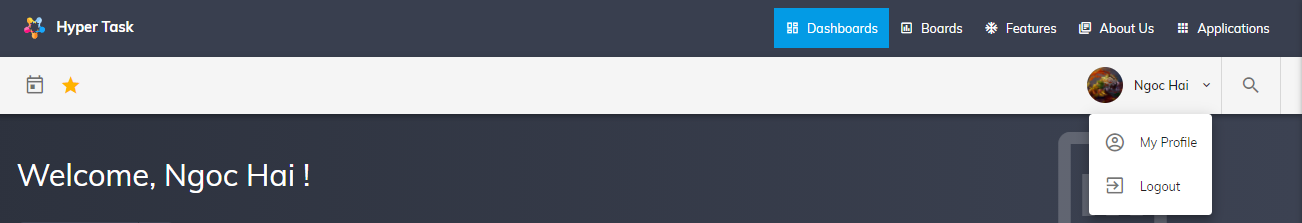 Hyper Task
Dashboards Boards Features About Us Applications
Ngoc Hai
My Profile
Logout
Welcome, Ngoc Hai !